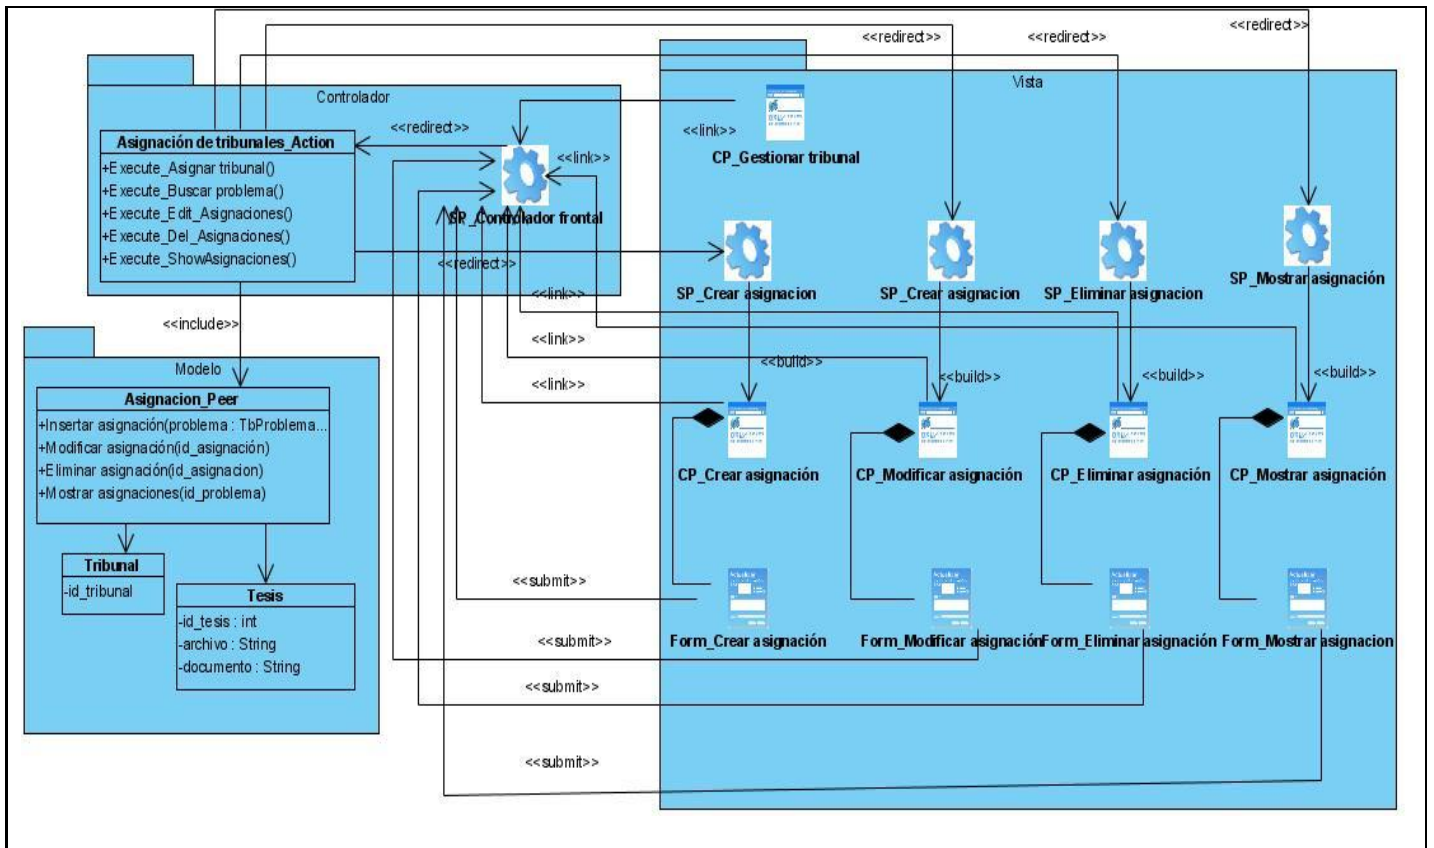 <<redirect>>
<<redirect>>
<<redirect>>
Vista
Controlador
<<redirect>>
<<link>>
<<link>>
CP_Gestionar tribunal
Asignación de tribunales_Action
+Execute_Asignar tribunal()
+Execute_Buscar problema()
+Execute_Edit_Asignaciones()
+Execute_Del_Asignaciones()
+Execute_ShowAsignaciones()
SP_Controlador frontal
<<redirect>>
SP_Crear asignacion
SP_Crear asignacion
SP_Eliminar asignacion
SP_Mostrar asignación
<<link>>
<<include>>
<<link>>
<<link>>
<<build>>
<<build>>
<<build>>
<<build>>
Modelo
Asignacion_Peer
+Insertar asignación(problema : TbProblema...
+Modificar asignación(id_asignación)
+Eliminar asignación(id_asignacion)
+Mostrar asignaciones(id_problema)
CP_Crear asignación
CP_Modificar asignación
CP_Eliminar asignación
CP_Mostrar asignación
Tribunal
-id_tribunal
Tesis
-id_tesis : int
-archivo : String
-documento : String
<<submit>>
<<submit>>
<<submit>>
<<submit>>
Form_Crear asignación
Form_Modificar asignación
Form_Eliminar asignación
Form_Mostrar asignacion